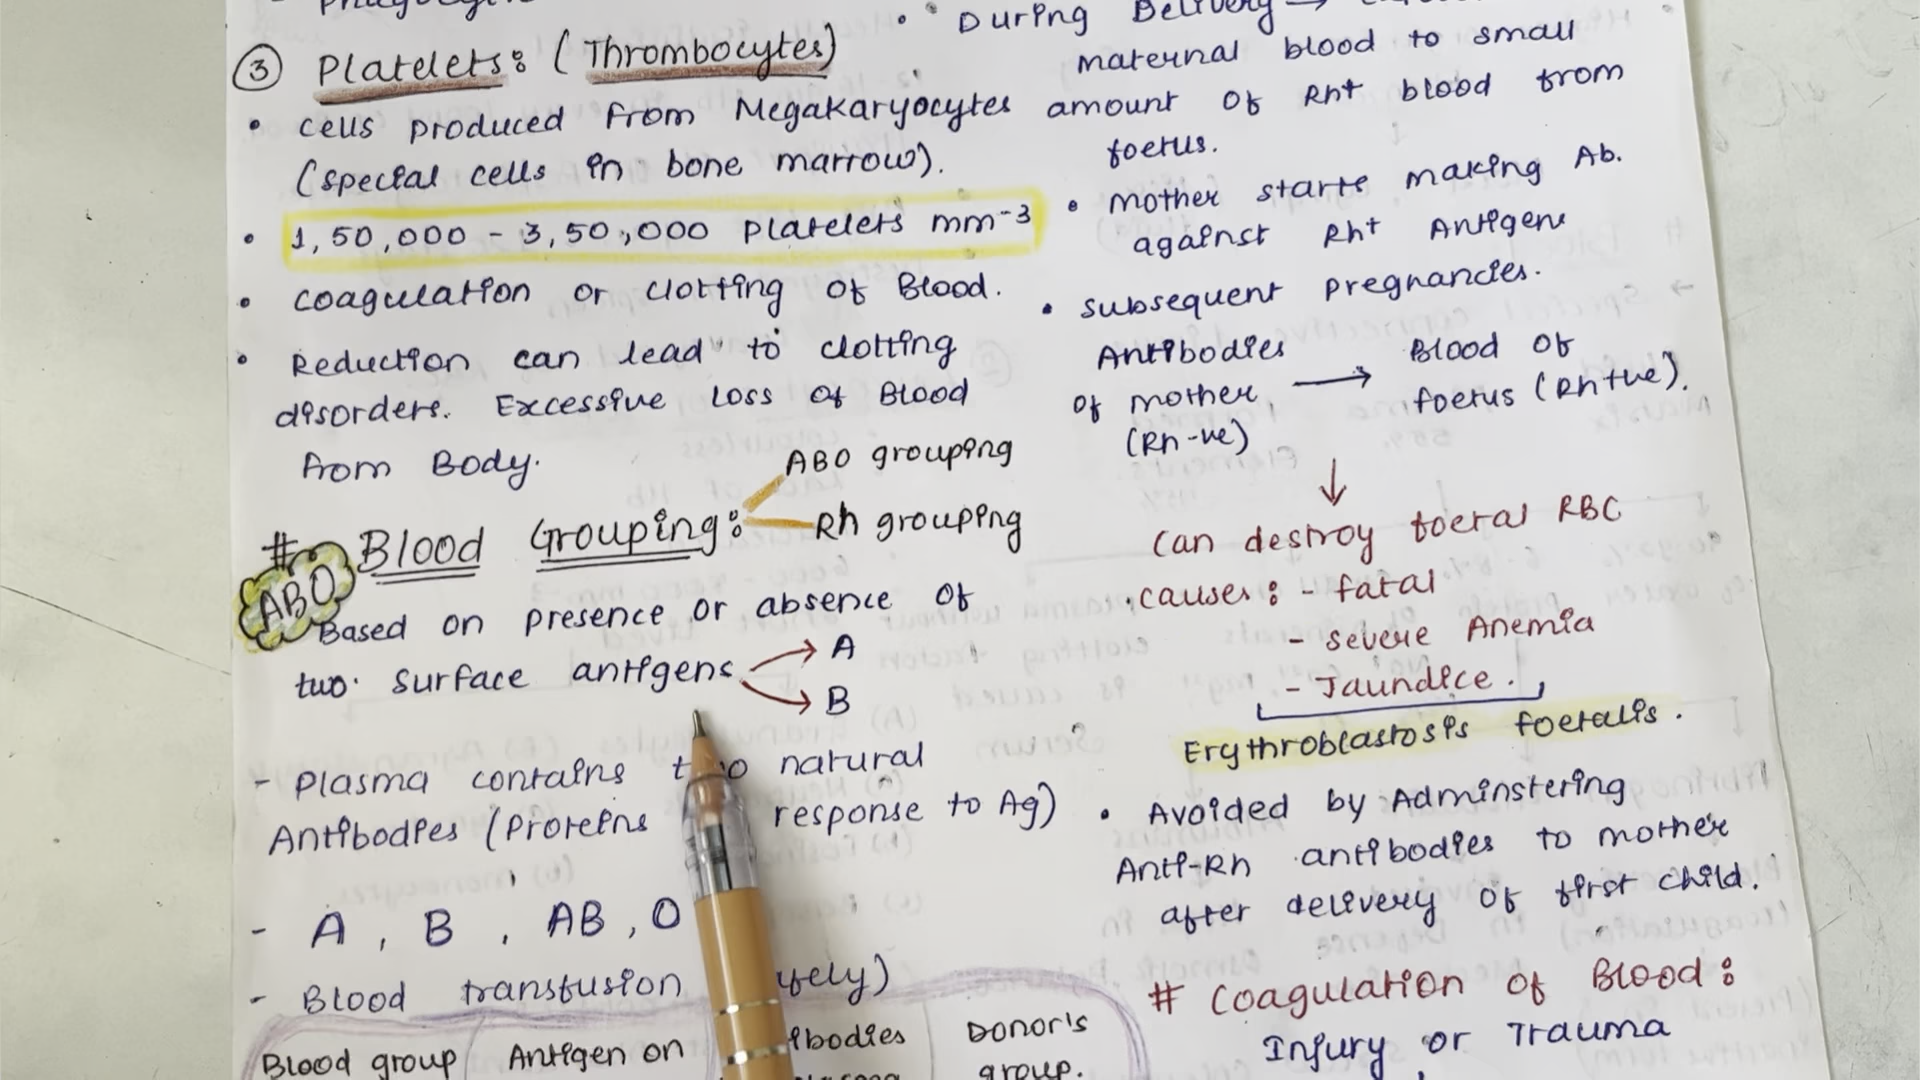 ③ Platelets: (Thrombocytes)
• cells produced from Megakaryocytes
(special cells in bone marrow).
• 1,50,000 - 3,50,000 Platelets mm-3
• coagulation or clotting of Blood.
• Reduction can lead to clotting
disorders. Excessive loss of Blood
from Body.
# Blood Grouping:
ABO grouping
Rh grouping
ABO
Based on presence or absence of
two surface antigens
A
B
- Plasma contains two natural
Antibodies (Proteins response to Ag)
- A, B, AB, O
- Blood transfusion
Blood group
Antigen on
Donor's
group.
• During Delivery →
maternal blood to small
amount of Rh+ blood from
foetus.
• mother starts making Ab.
against Rh+ Antigens
• subsequent pregnancies.
Antibodies
of mother
(Rh -ve)
→ Blood of
foetus (Rh+ve).
↓
can destroy foetal RBC
• causes: - fatal
- severe Anemia
- Jaundice.
Erythroblastosis foetalis.
• Avoided by Adminstering
Anti-Rh antibodies to mother
after delivery of first child.
# Coagulation of Blood:
Injury or Trauma